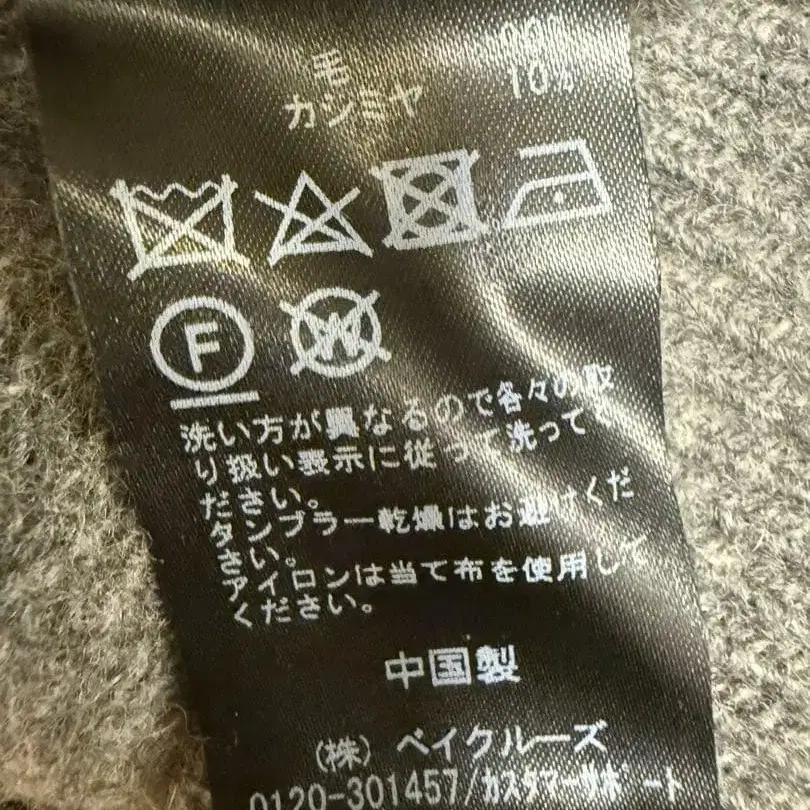 毛 90%
カシミヤ 10%
F W
洗い方が異なるので各々の取
り扱い表示に従って洗ってく
ださい。
タンブラー乾燥はお避けくだ
さい。
アイロンは当て布を使用して
ください。
中国製
(株) ベイクルーズ
0120-301457/カスタマーサポート